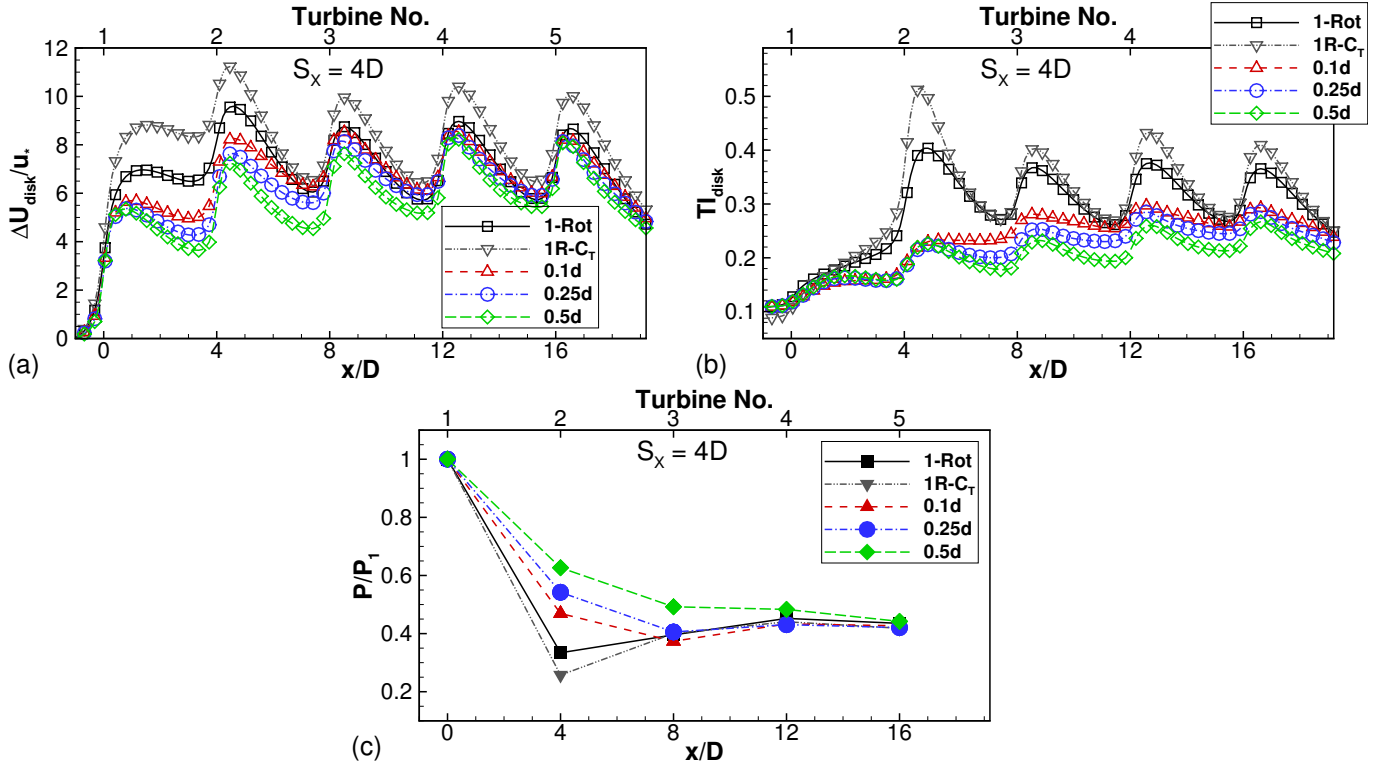 Turbine No.
1 2 3 4 5
S_X = 4D
ΔU_disk/u_*
12
10
8
6
4
2
0
1-Rot
1R-C_T
0.1d
0.25d
0.5d
0 4 8 12 16
x/D
(a)
Turbine No.
1 2 3 4
S_X = 4D
TI_disk
0.5
0.4
0.3
0.2
0.1
1-Rot
1R-C_T
0.1d
0.25d
0.5d
0 4 8 12 16
x/D
(b)
Turbine No.
1 2 3 4 5
S_X = 4D
P/P_1
1
0.8
0.6
0.4
0.2
1-Rot
1R-C_T
0.1d
0.25d
0.5d
0 4 8 12 16
x/D
(c)